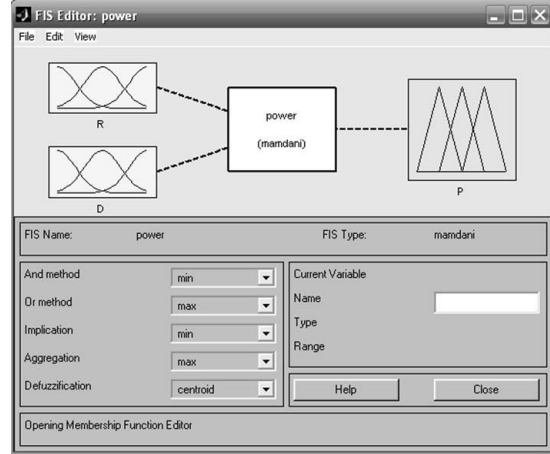 FIS Editor: power
File Edit View
R
D
power
(mamdani)
P
FIS Name: power FIS Type: mamdani
And method min
Or method max
Implication min
Aggregation max
Defuzzification centroid
Current Variable
Name
Type
Range
Help Close
Opening Membership Function Editor